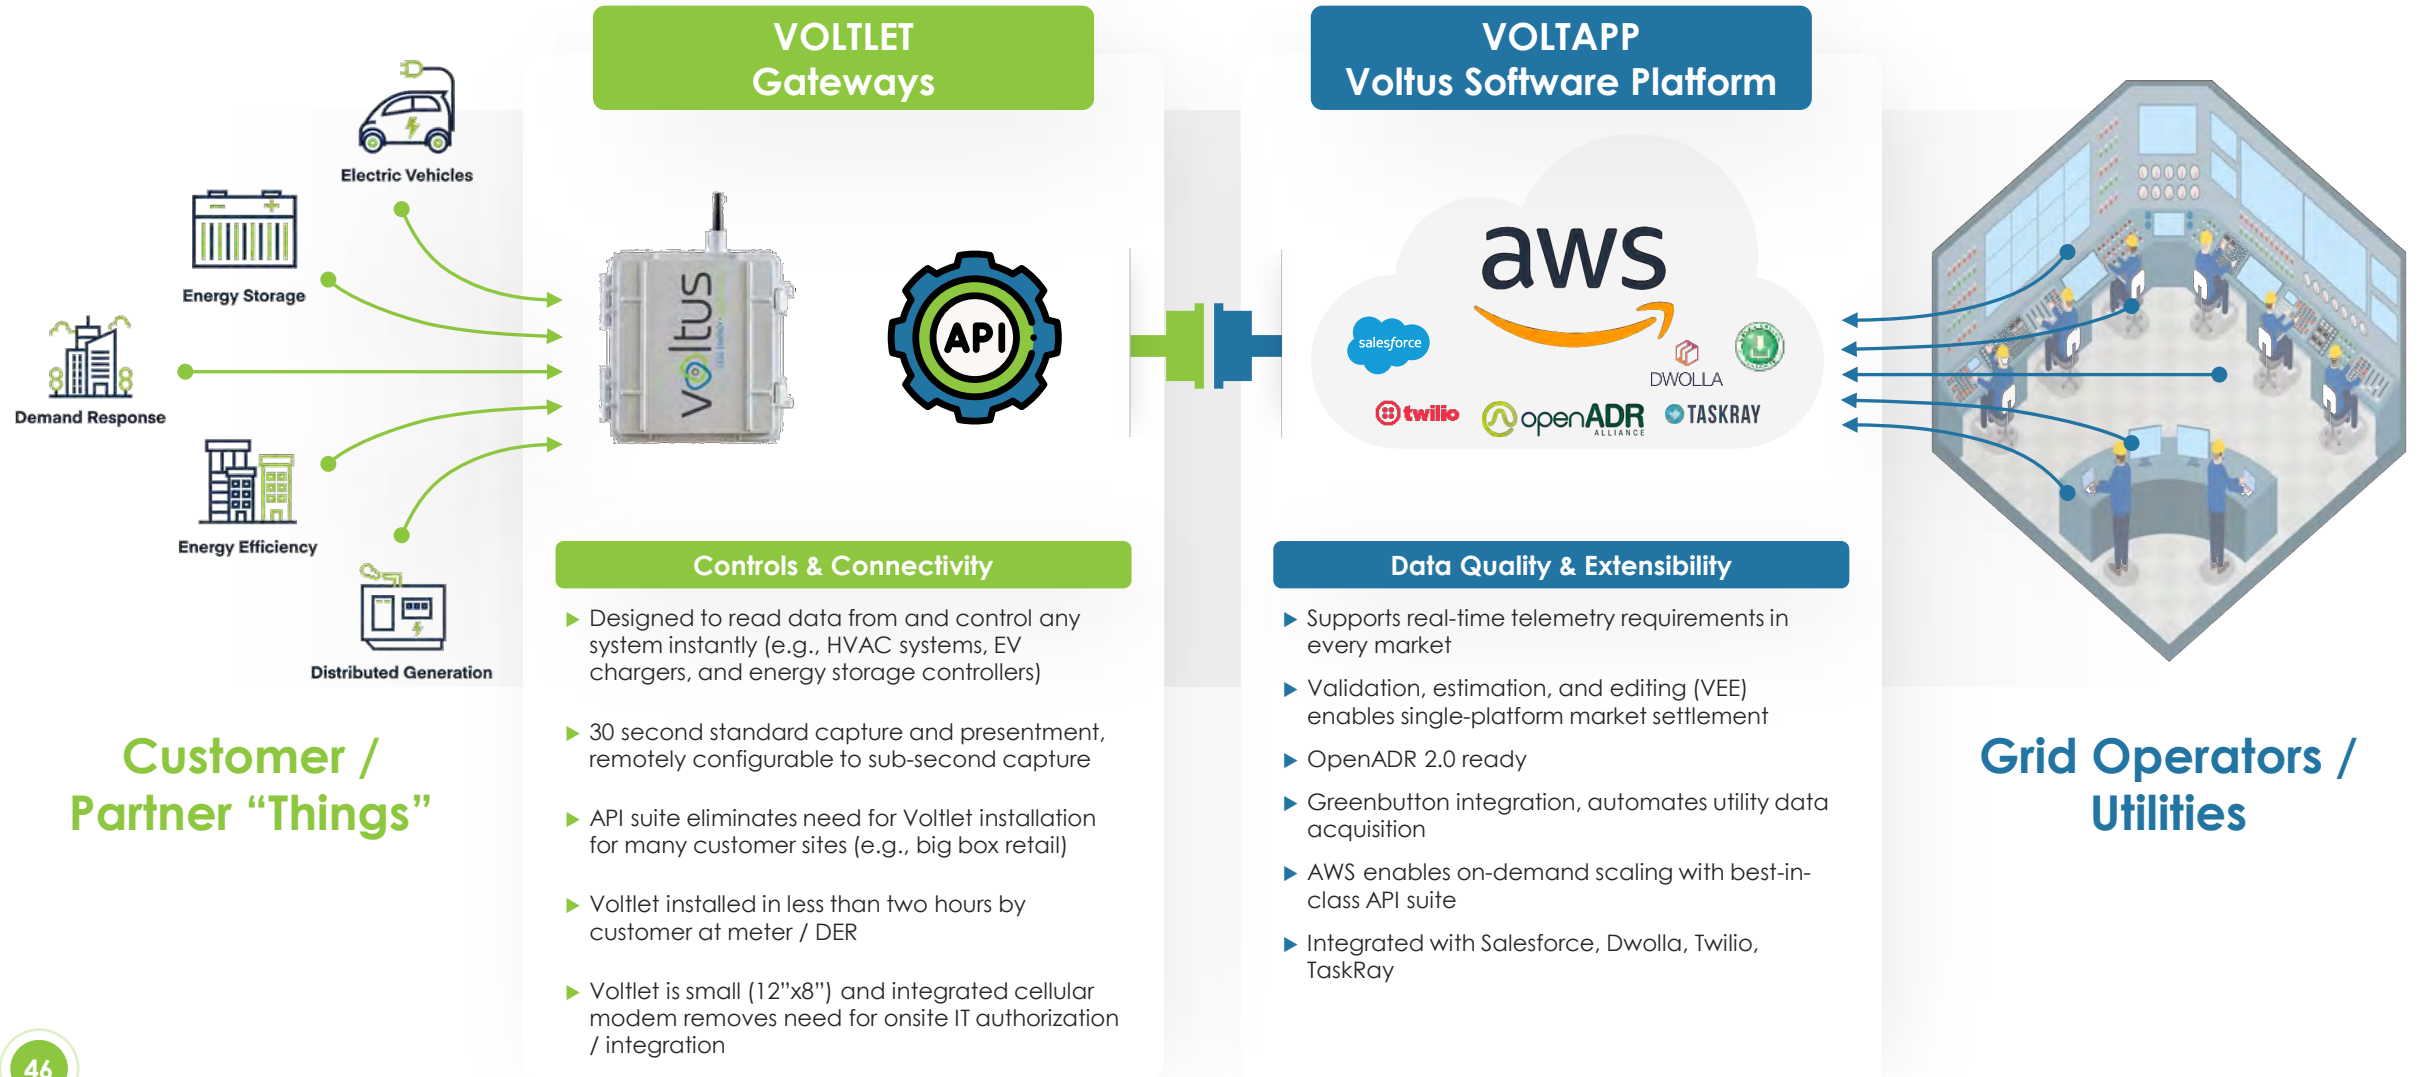 VOLTLET
Gateways
VOLTAPP
Voltus Software Platform
Electric Vehicles
Energy Storage
Demand Response
Energy Efficiency
Distributed Generation
Customer /
Partner “Things”
voltus
API
aws
salesforce
DWOLLA
twilio
openADR
ALLIANCE
TASKRAY
Controls & Connectivity
Designed to read data from and control any
system instantly (e.g., HVAC systems, EV
chargers, and energy storage controllers)
30 second standard capture and presentment,
remotely configurable to sub-second capture
API suite eliminates need for Voltlet installation
for many customer sites (e.g., big box retail)
Voltlet installed in less than two hours by
customer at meter / DER
Voltlet is small (12”x8”) and integrated cellular
modem removes need for onsite IT authorization
/ integration
Data Quality & Extensibility
Supports real-time telemetry requirements in
every market
Validation, estimation, and editing (VEE)
enables single-platform market settlement
OpenADR 2.0 ready
Greenbutton integration, automates utility data
acquisition
AWS enables on-demand scaling with best-in-
class API suite
Integrated with Salesforce, Dwolla, Twilio,
TaskRay
Grid Operators /
Utilities
46